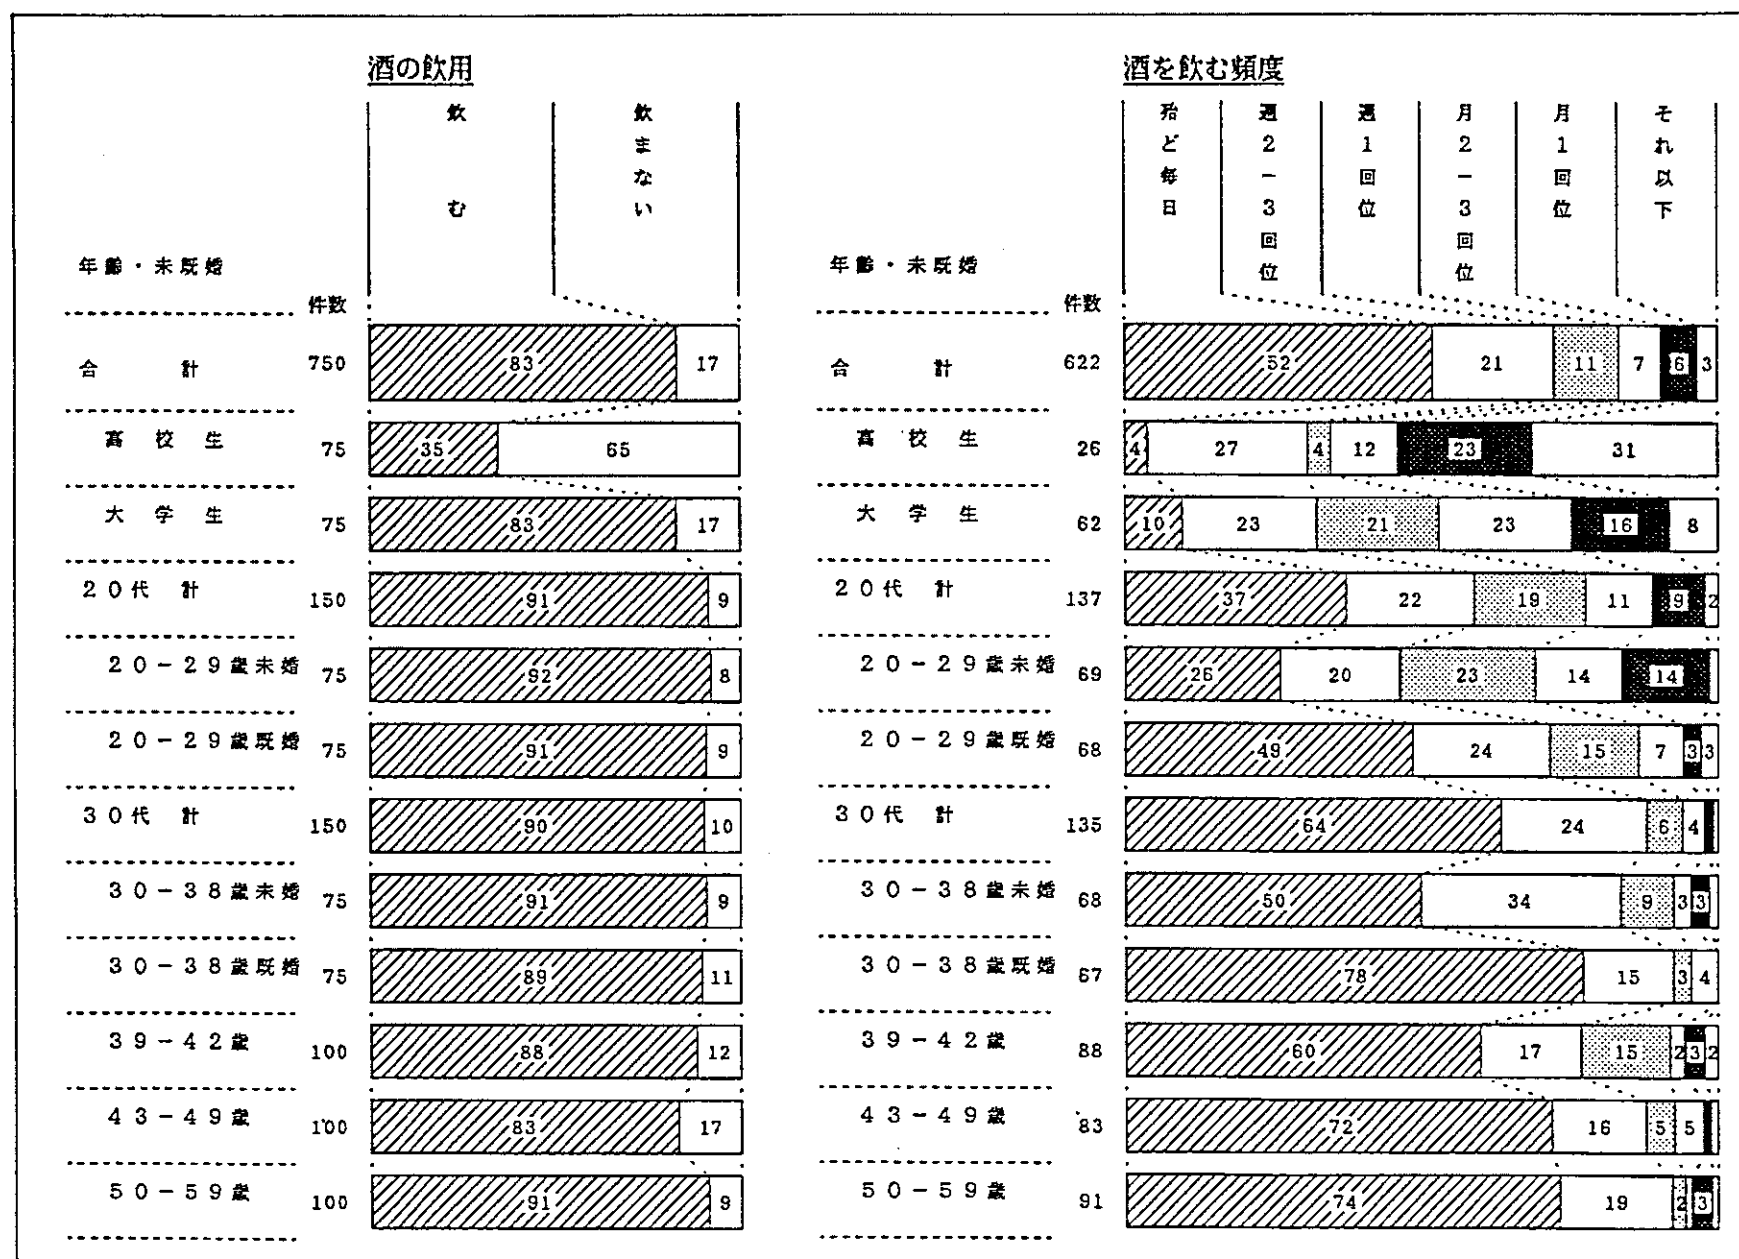 酒の飲用
飲む
飲まない
年齢・未既婚
件数
合計 750 83 17
高校生 75 35 65
大学生 75 83 17
20代 計 150 91 9
20-29歳未婚 75 92 8
20-29歳既婚 75 91 9
30代 計 150 90 10
30-38歳未婚 75 91 9
30-38歳既婚 75 89 11
39-42歳 100 88 12
43-49歳 100 83 17
50-59歳 100 91 9
酒を飲む頻度
殆ど毎日
週2-3回位
週1回位
月2-3回位
月1回位
それ以下
年齢・未既婚
件数
合計 622 52 21 11 7 6 3
高校生 26 4 27 4 12 23 31
大学生 62 10 23 21 23 16 8
20代 計 137 37 22 19 11 9 2
20-29歳未婚 69 26 20 23 14 14
20-29歳既婚 68 49 24 15 7 3 3
30代 計 135 64 24 6 4
30-38歳未婚 68 50 34 9 3 3
30-38歳既婚 67 78 15 3 4
39-42歳 88 60 17 15 2 3 2
43-49歳 83 72 16 5 5
50-59歳 91 74 19 2 3